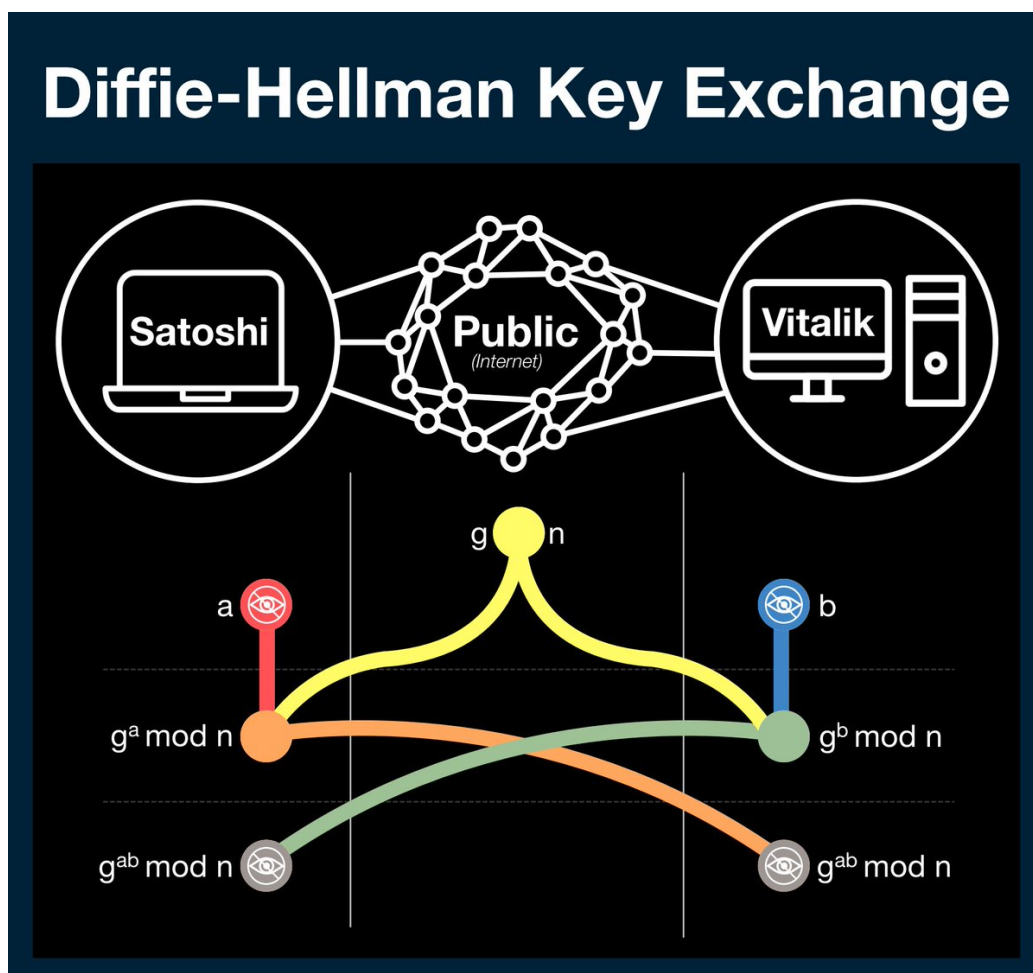 Diffie-Hellman Key Exchange
Satoshi
Public
(Internet)
Vitalik
g n
a
b
gᵃ mod n
gᵇ mod n
gᵃᵇ mod n
gᵃᵇ mod n